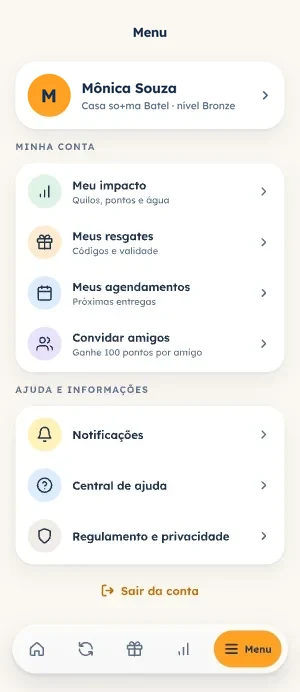 Menu
M
Mônica Souza
Casa so+ma Batel · nível Bronze
MINHA CONTA
Meu impacto
Quilos, pontos e água
Meus resgates
Códigos e validade
Meus agendamentos
Próximas entregas
Convidar amigos
Ganhe 100 pontos por amigo
AJUDA E INFORMAÇÕES
Notificações
Central de ajuda
Regulamento e privacidade
Sair da conta
Menu